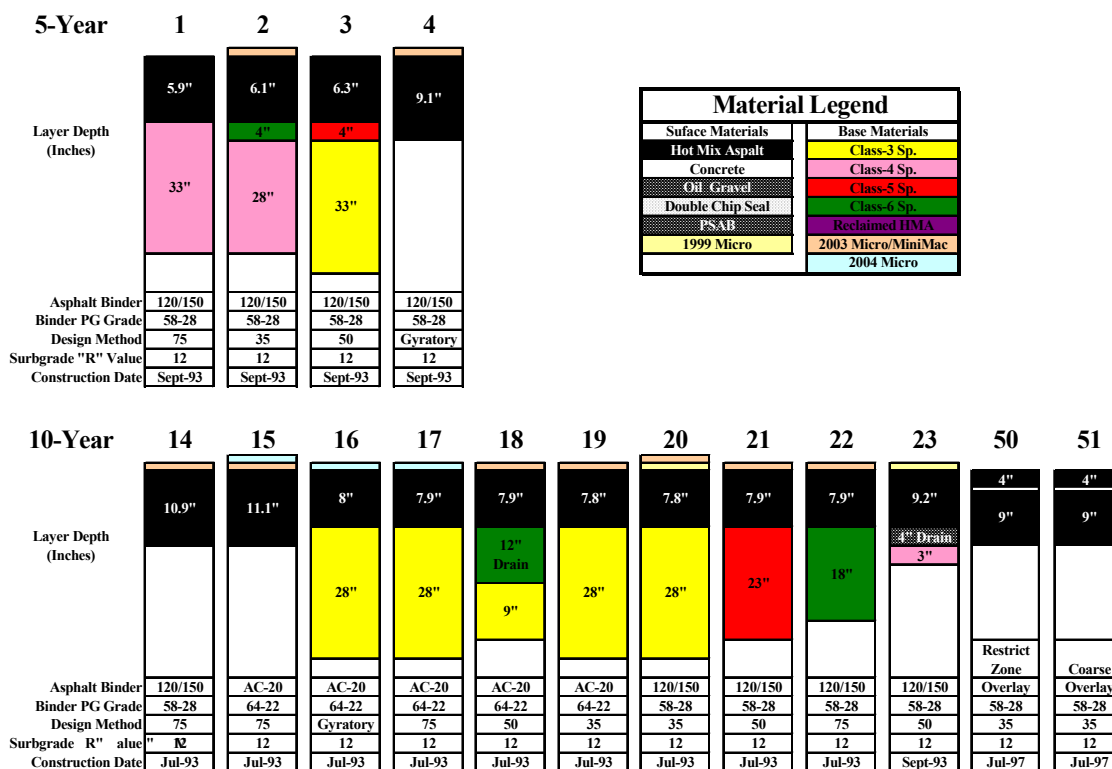 5-Year 1 2 3 4
5.9" 6.1" 6.3" 9.1"
Layer Depth
(Inches)
4" 4"
33" 28" 33"
Asphalt Binder 120/150 120/150 120/150 120/150
Binder PG Grade 58-28 58-28 58-28 58-28
Design Method 75 35 50 Gyratory
Surbgrade "R" Value 12 12 12 12
Construction Date Sept-93 Sept-93 Sept-93 Sept-93
Material Legend
Suface Materials Base Materials
Hot Mix Aspalt Class-3 Sp.
Concrete Class-4 Sp.
Oil Gravel Class-5 Sp.
Double Chip Seal Class-6 Sp.
PSAB Reclaimed HMA
1999 Micro 2003 Micro/MiniMac
2004 Micro
10-Year 14 15 16 17 18 19 20 21 22 23 50 51
4" 4"
10.9" 11.1" 8" 7.9" 7.9" 7.8" 7.8" 7.9" 7.9" 9.2" 9" 9"
Layer Depth
(Inches)
4" Drain
3"
12"
Drain
28" 28" 9" 28" 28" 23" 18"
Restrict
Zone Coarse
Asphalt Binder 120/150 AC-20 AC-20 AC-20 AC-20 AC-20 120/150 120/150 120/150 120/150 Overlay Overlay
Binder PG Grade 58-28 64-22 64-22 64-22 64-22 64-22 58-28 58-28 58-28 58-28 58-28 58-28
Design Method 75 75 Gyratory 75 50 35 35 50 75 50 35 35
Surbgrade R" alue" 12 12 12 12 12 12 12 12 12 12 12 12
Construction Date Jul-93 Jul-93 Jul-93 Jul-93 Jul-93 Jul-93 Jul-93 Jul-93 Jul-93 Sept-93 Jul-97 Jul-97